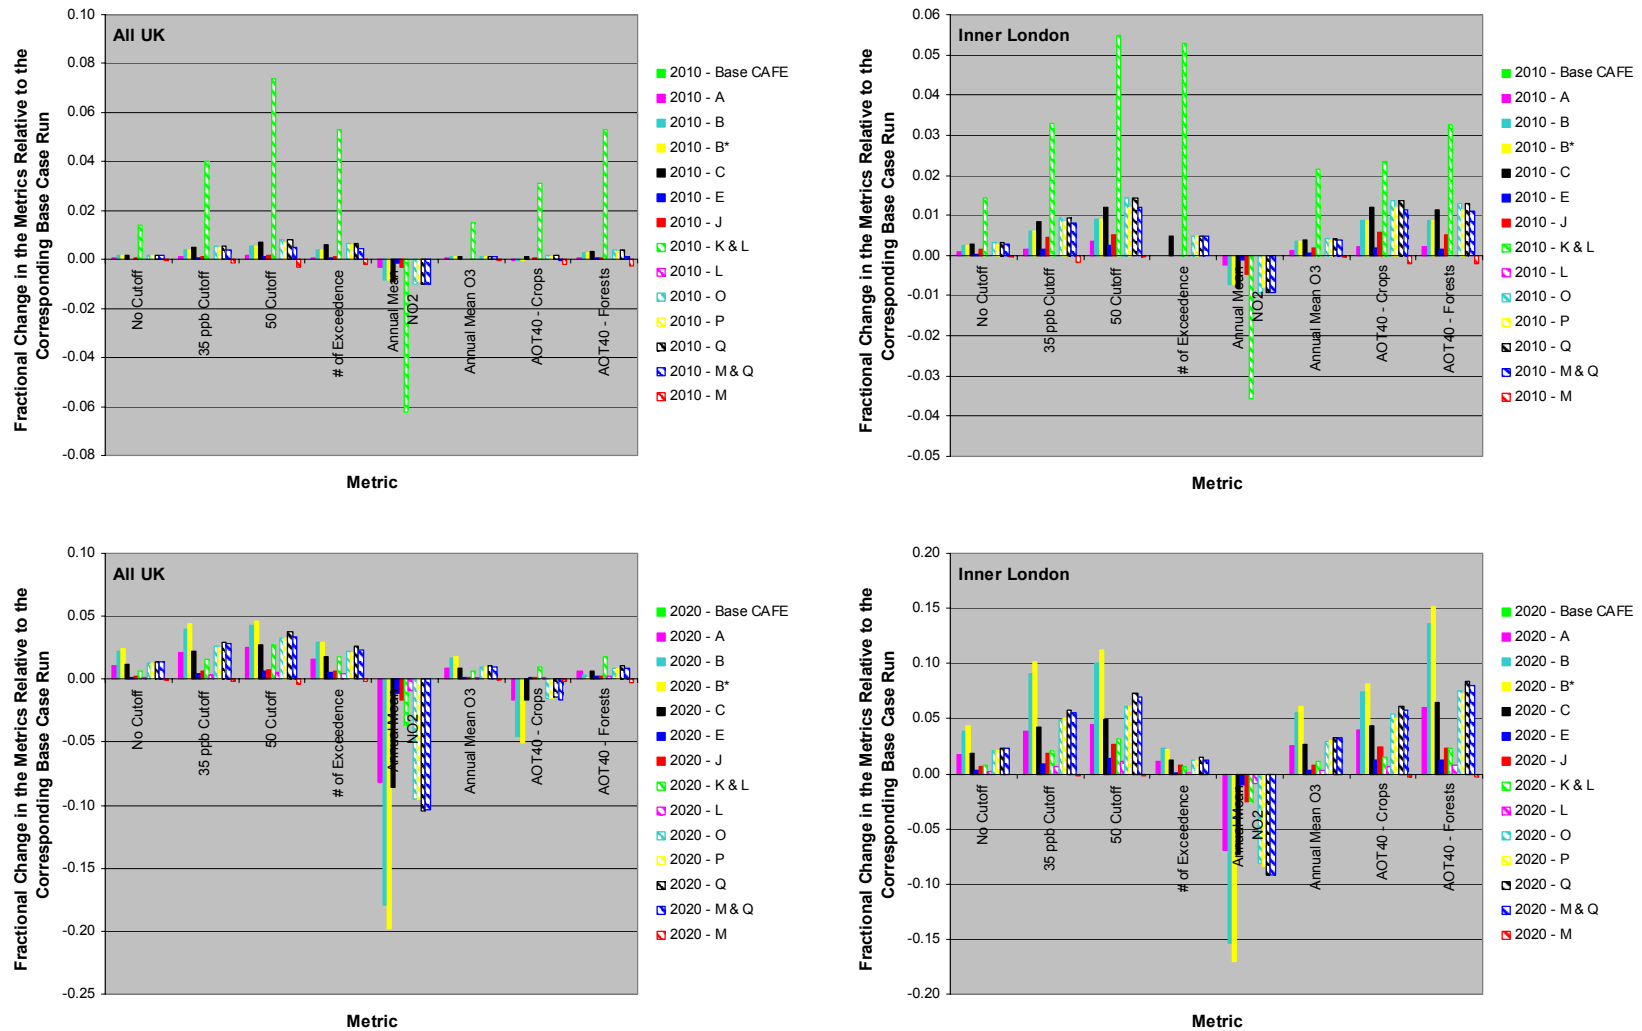 All UK
Fractional Change in the Metrics Relative to the
Corresponding Base Case Run
0.10
0.08
0.06
0.04
0.02
0.00
-0.02
-0.04
-0.06
-0.08
No Cutoff
35 ppb Cutoff
50 Cutoff
# of Exceedence
Annual Mean
NO2
Annual Mean O3
AOT40 - Crops
AOT40 - Forests
Metric
2010 - Base CAFE
2010 - A
2010 - B
2010 - B*
2010 - C
2010 - E
2010 - J
2010 - K & L
2010 - L
2010 - O
2010 - P
2010 - Q
2010 - M & Q
2010 - M
Inner London
Fractional Change in the Metrics Relative to the
Corresponding Base Case Run
0.06
0.05
0.04
0.03
0.02
0.01
0.00
-0.01
-0.02
-0.03
-0.04
-0.05
No Cutoff
35 ppb Cutoff
50 Cutoff
# of Exceedence
Annual Mean
NO2
Annual Mean O3
AOT40 - Crops
AOT40 - Forests
Metric
2010 - Base CAFE
2010 - A
2010 - B
2010 - B*
2010 - C
2010 - E
2010 - J
2010 - K & L
2010 - L
2010 - O
2010 - P
2010 - Q
2010 - M & Q
2010 - M
All UK
Fractional Change in the Metrics Relative to the
Corresponding Base Case Run
0.10
0.05
0.00
-0.05
-0.10
-0.15
-0.20
-0.25
No Cutoff
35 ppb Cutoff
50 Cutoff
# of Exceedence
Annual Mean
NO2
Annual Mean O3
AOT40 - Crops
AOT40 - Forests
Metric
2020 - Base CAFE
2020 - A
2020 - B
2020 - B*
2020 - C
2020 - E
2020 - J
2020 - K & L
2020 - L
2020 - O
2020 - P
2020 - Q
2020 - M & Q
2020 - M
Inner London
Fractional Change in the Metrics Relative to the
Corresponding Base Case Run
0.20
0.15
0.10
0.05
0.00
-0.05
-0.10
-0.15
-0.20
No Cutoff
35 ppb Cutoff
50 Cutoff
# of Exceedence
Annual Mean
NO2
Annual Mean O3
AOT40 - Crops
AOT40 - Forests
Metric
2020 - Base CAFE
2020 - A
2020 - B
2020 - B*
2020 - C
2020 - E
2020 - J
2020 - K & L
2020 - L
2020 - O
2020 - P
2020 - Q
2020 - M & Q
2020 - M